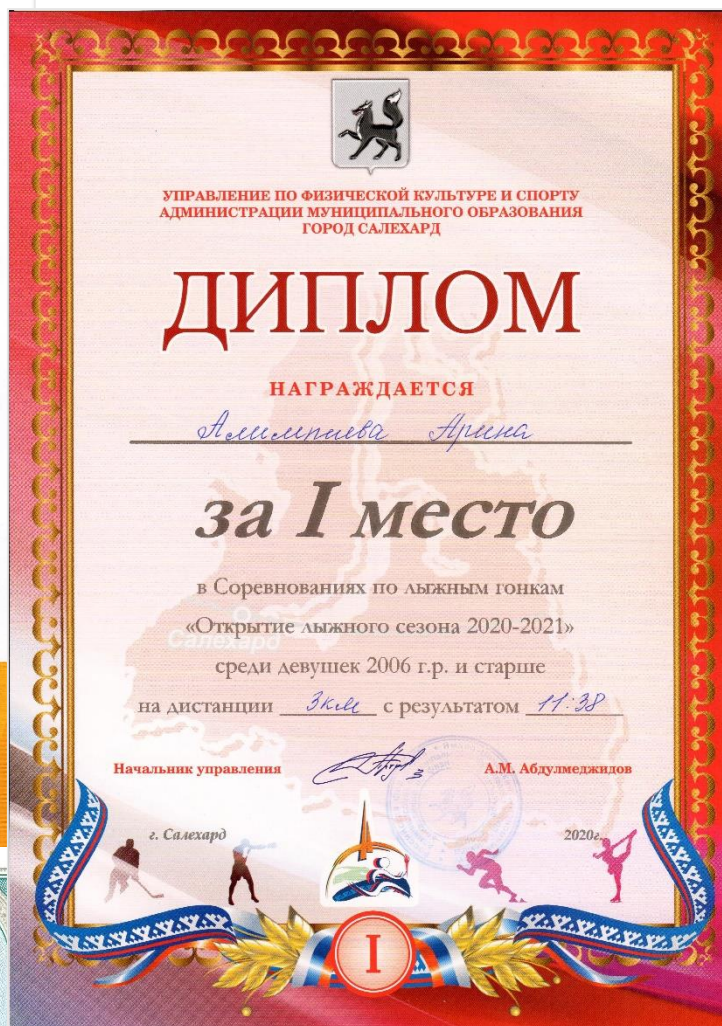 УПРАВЛЕНИЕ ПО ФИЗИЧЕСКОЙ КУЛЬТУРЕ И СПОРТУ
АДМИНИСТРАЦИИ МУНИЦИПАЛЬНОГО ОБРАЗОВАНИЯ
ГОРОД САЛЕХАРД
ДИПЛОМ
НАГРАЖДАЕТСЯ
Алимпиева Арина
за I место
в Соревнованиях по лыжным гонкам
«Открытие лыжного сезона 2020-2021»
Салехард
среди девушек 2006 г.р. и старше
на дистанции 3км с результатом 11:38
Начальник управления А.М. Абдулмеджидов
г. Салехард 2020г.
I